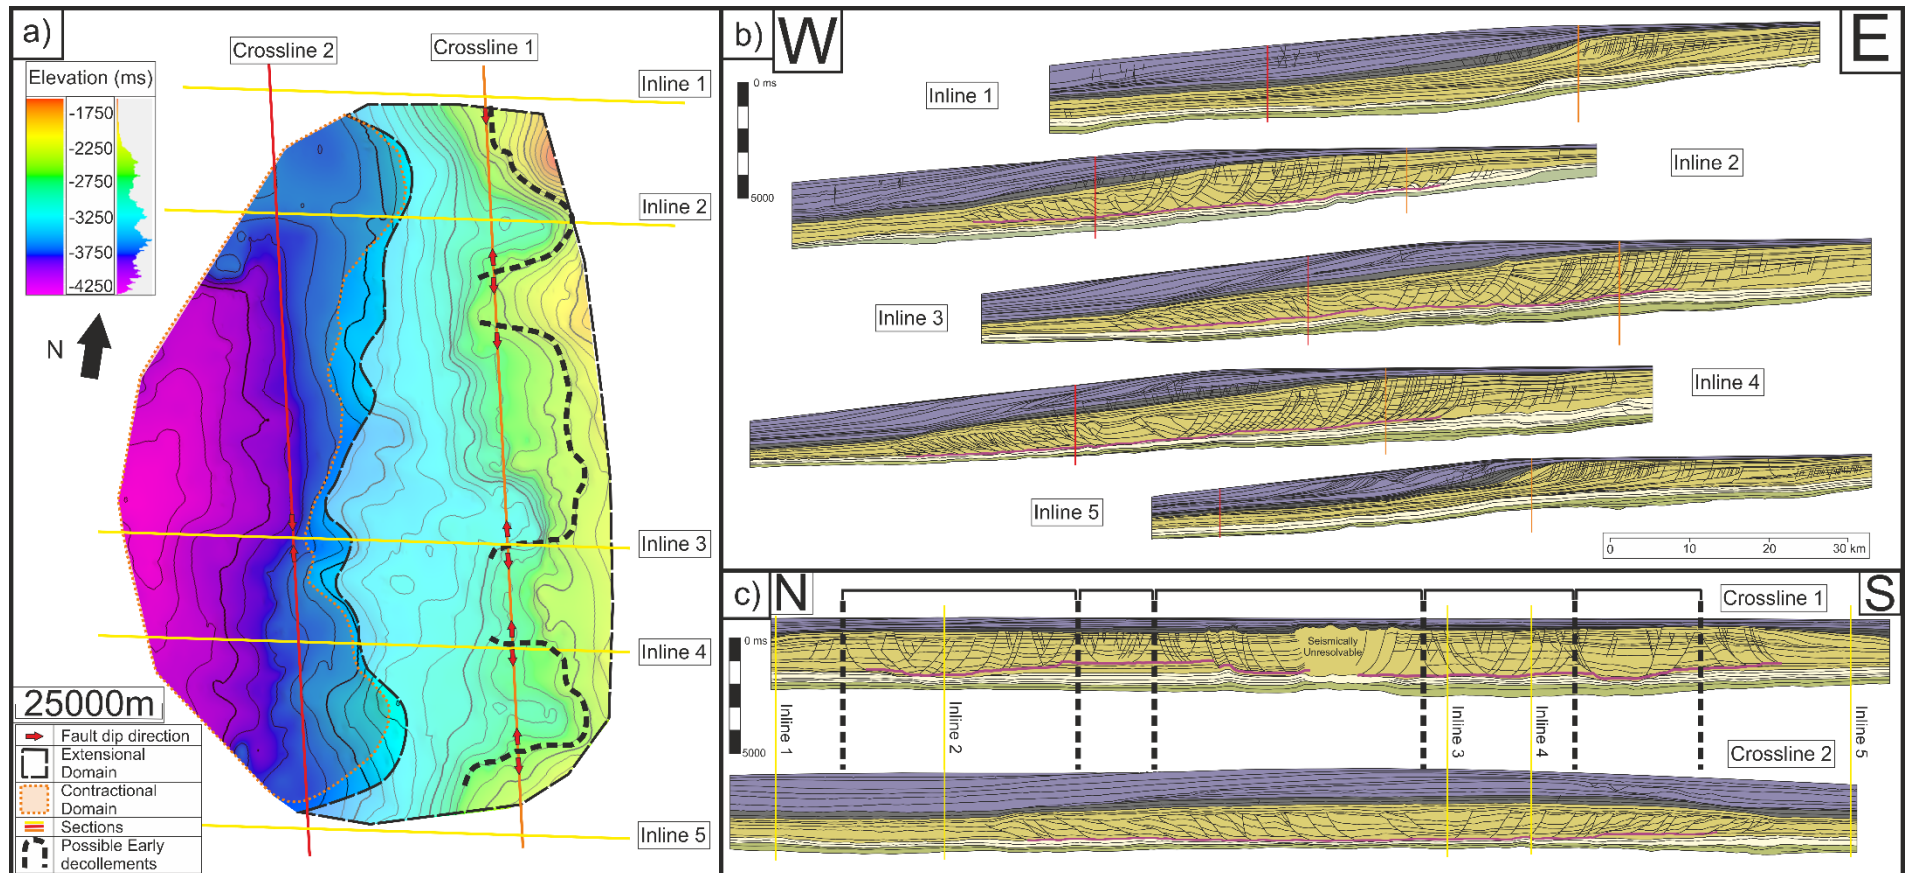 a)
Crossline 2
Crossline 1
Elevation (ms)
-1750
-2250
-2750
-3250
-3750
-4250
N
Inline 1
Inline 2
Inline 3
Inline 4
Inline 5
25000m
Fault dip direction
Extensional
Domain
Contractional
Domain
Sections
Possible Early
decollements
b)
W
E
0 ms
5000
Inline 1
Inline 2
Inline 3
Inline 4
Inline 5
0
10
20
30 km
c)
N
S
Crossline 1
0 ms
5000
Seismically
Unresolvable
Inline 1
Inline 2
Inline 3
Inline 4
Inline 5
Crossline 2